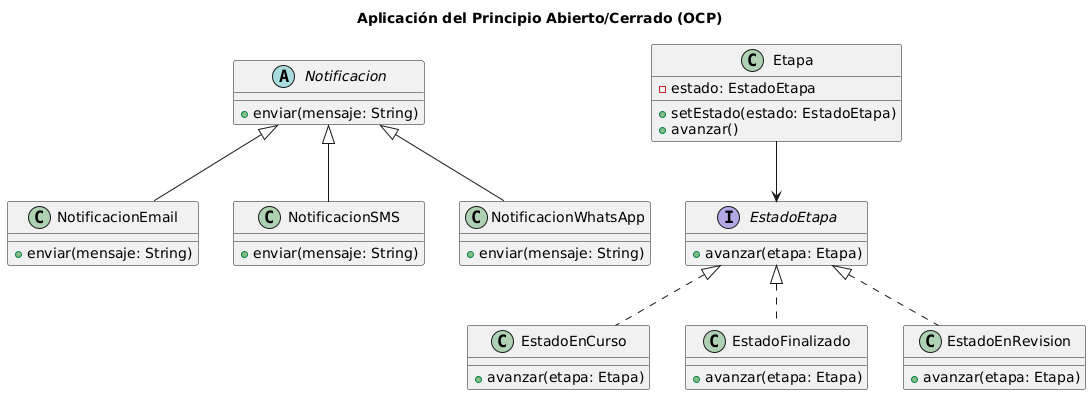 Aplicación del Principio Abierto/Cerrado (OCP)
A Notificacion
enviar(mensaje: String)
C Etapa
estado: EstadoEtapa
setEstado(estado: EstadoEtapa)
avanzar()
C NotificacionEmail
enviar(mensaje: String)
C NotificacionSMS
enviar(mensaje: String)
C NotificacionWhatsApp
enviar(mensaje: String)
I EstadoEtapa
avanzar(etapa: Etapa)
C EstadoEnCurso
avanzar(etapa: Etapa)
C EstadoFinalizado
avanzar(etapa: Etapa)
C EstadoEnRevision
avanzar(etapa: Etapa)